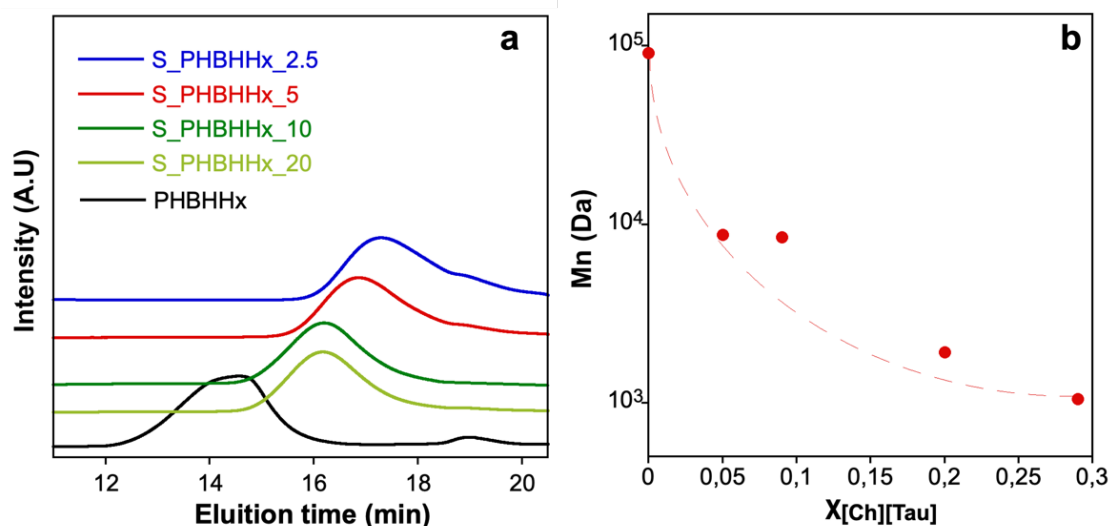 a
S_PHBHHx_2.5
S_PHBHHx_5
S_PHBHHx_10
S_PHBHHx_20
PHBHHx
Intensity (A.U)
12 14 16 18 20
Eluition time (min)
b
10⁵
10⁴
10³
Mn (Da)
0 0,05 0,1 0,15 0,2 0,25 0,3
X[Ch][Tau]